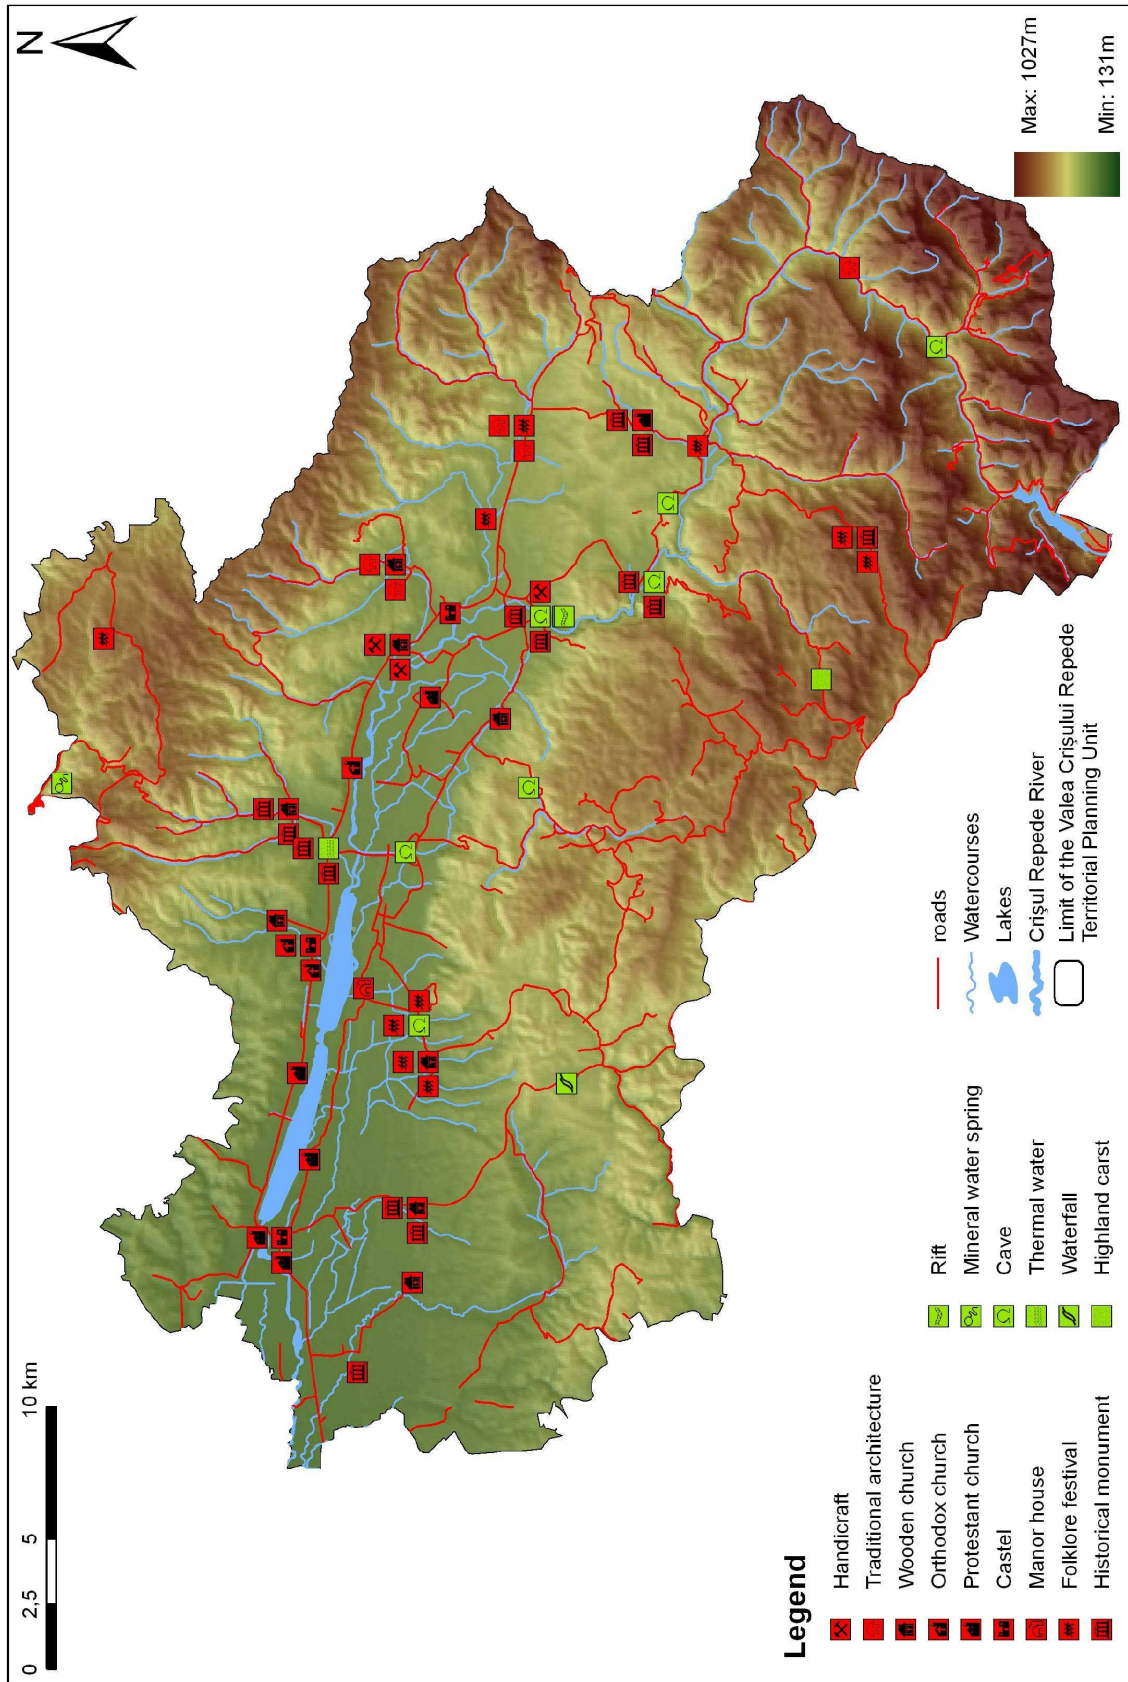 N
0 2,5 5 10 km
Max: 1027m
Min: 131m
Legend
Handicraft
Traditional architecture
Wooden church
Orthodox church
Protestant church
Castel
Manor house
Folklore festival
Historical monument
Rift
Mineral water spring
Cave
Thermal water
Waterfall
Highland carst
roads
Watercourses
Lakes
Crișul Repede River
Limit of the Valea Crișului Repede
Territorial Planning Unit